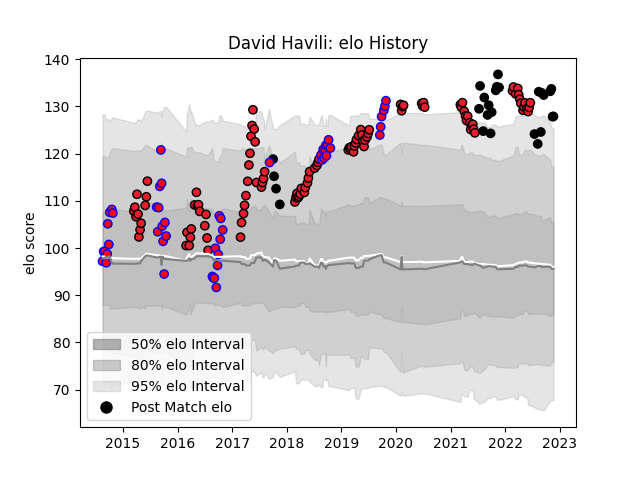 David Havili: elo History
elo score
140
130
120
110
100
90
80
70
50% elo Interval
80% elo Interval
95% elo Interval
Post Match elo
2015 2016 2017 2018 2019 2020 2021 2022 2023